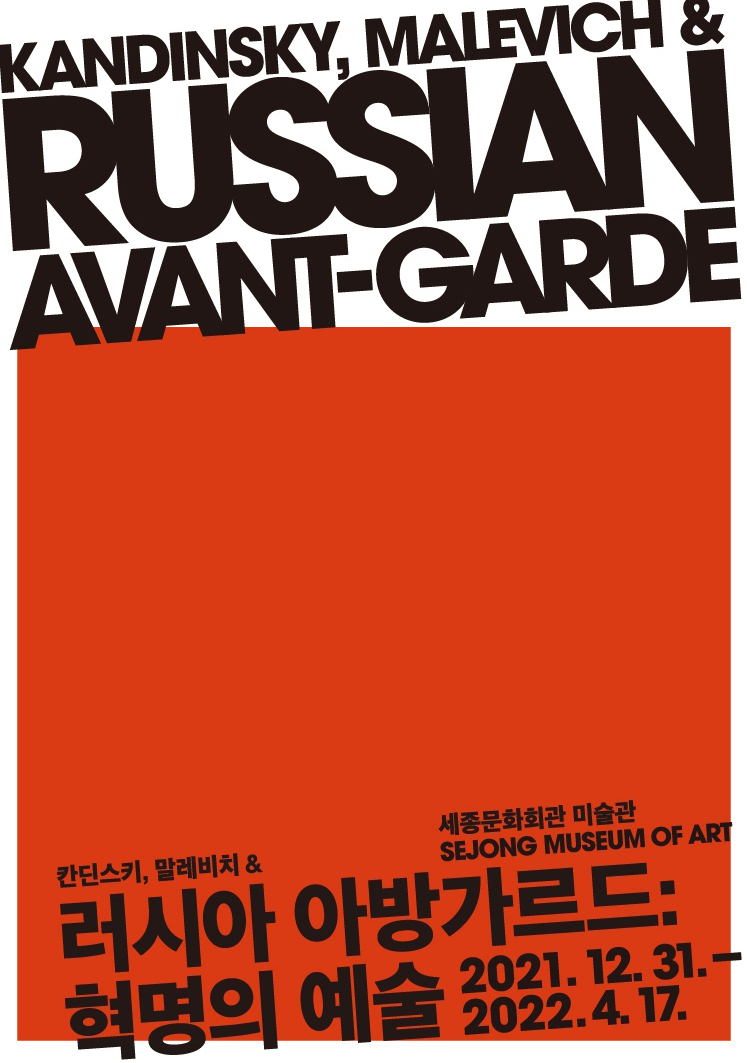 KANDINSKY, MALEVICH &
RUSSIAN
AVANT-GARDE
세종문화회관 미술관
SEJONG MUSEUM OF ART
칸딘스키, 말레비치 &
러시아 아방가르드:
혁명의 예술
2021. 12. 31. –
2022. 4. 17.